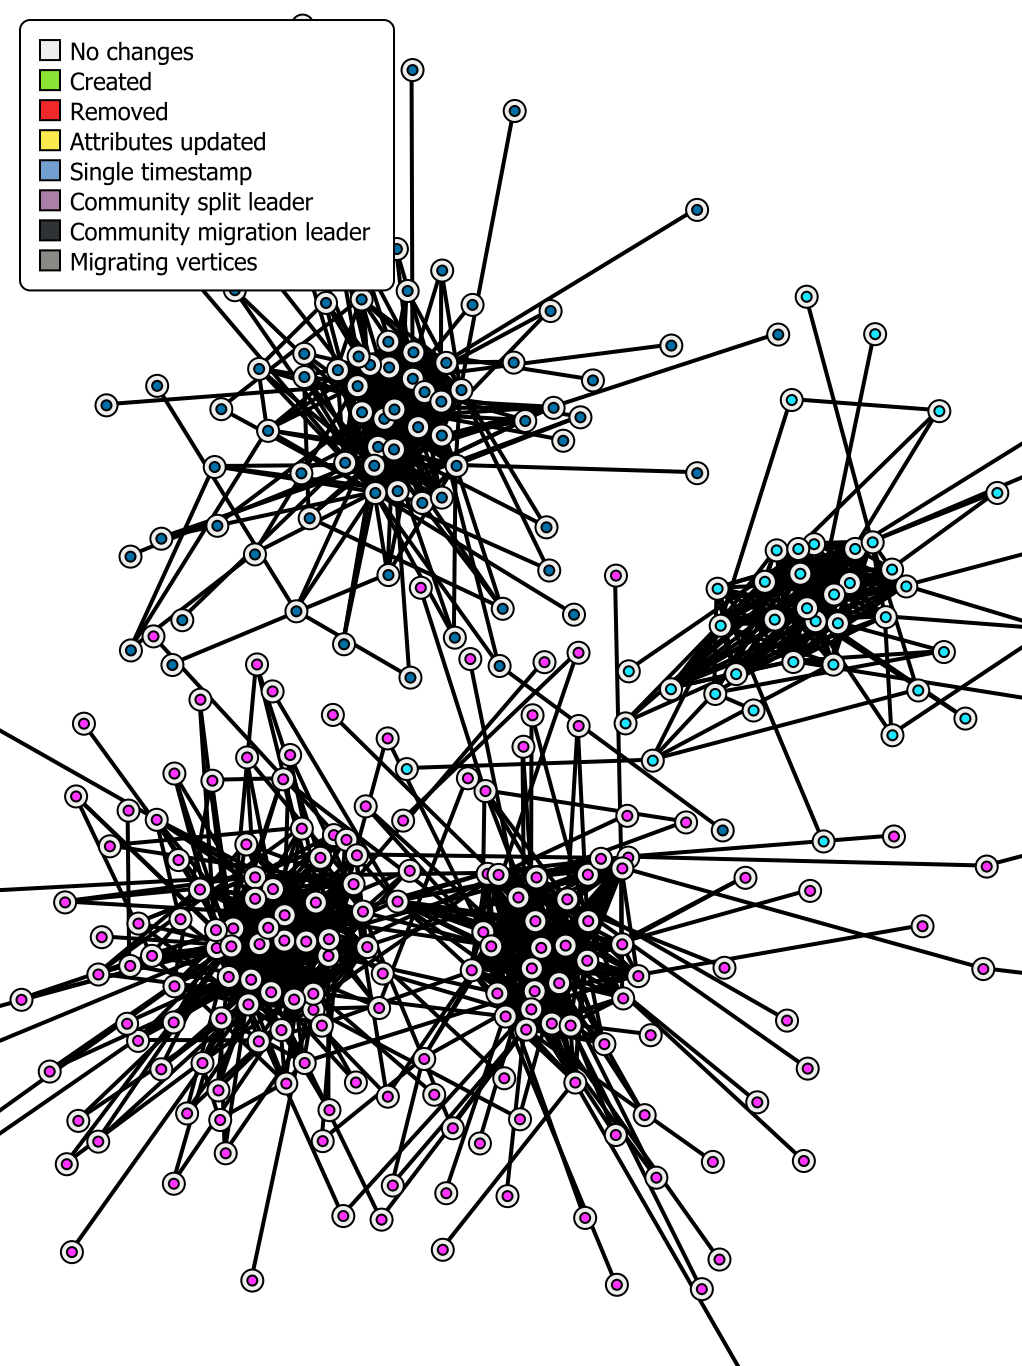 No changes
Created
Removed
Attributes updated
Single timestamp
Community split leader
Community migration leader
Migrating vertices